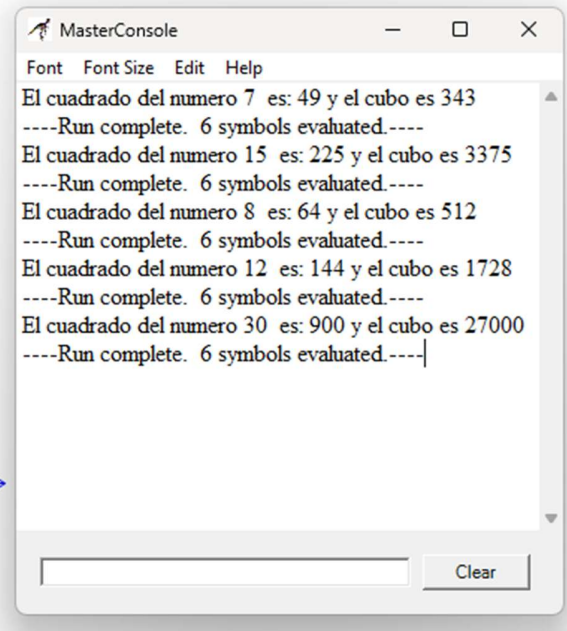 MasterConsole
Font Font Size Edit Help
El cuadrado del numero 7  es: 49 y el cubo es 343
----Run complete.  6 symbols evaluated.----
El cuadrado del numero 15  es: 225 y el cubo es 3375
----Run complete.  6 symbols evaluated.----
El cuadrado del numero 8  es: 64 y el cubo es 512
----Run complete.  6 symbols evaluated.----
El cuadrado del numero 12  es: 144 y el cubo es 1728
----Run complete.  6 symbols evaluated.----
El cuadrado del numero 30  es: 900 y el cubo es 27000
----Run complete.  6 symbols evaluated.----
Clear